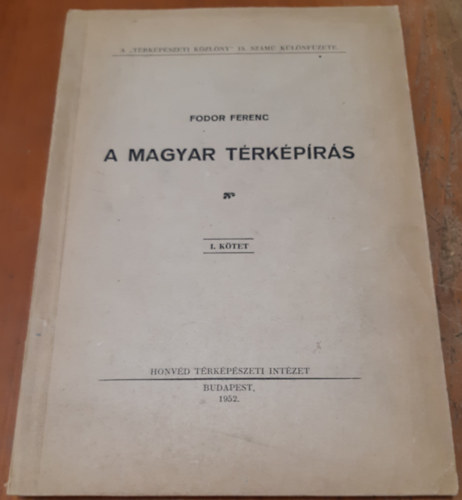 A „TÉRKÉPÉSZETI KÖZLÖNY" 15. SZÁMÚ KÜLÖNFÜZETE.
FODOR FERENC
A MAGYAR TÉRKÉPÍRÁS
I. KÖTET
HONVÉD TÉRKÉPÉSZETI INTÉZET
BUDAPEST,
1952.